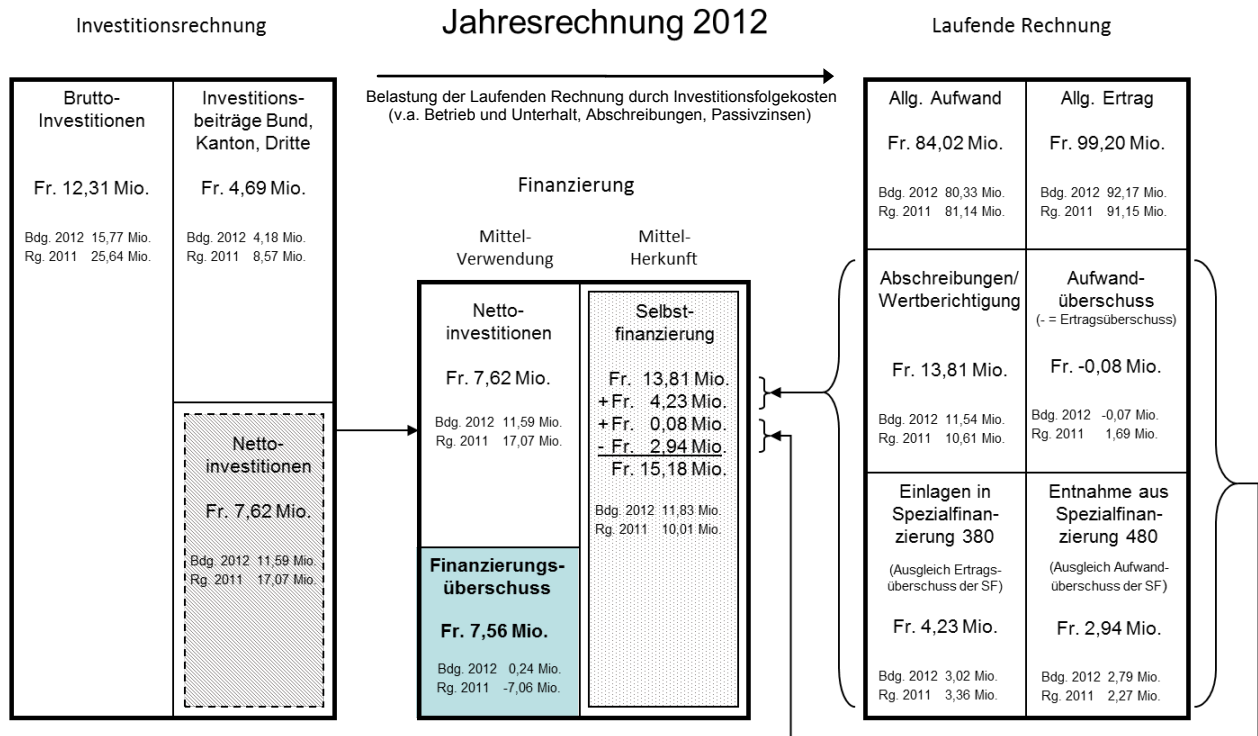 Investitionsrechnung
Jahresrechnung 2012
Laufende Rechnung
Brutto-
Investitionen
Fr. 12,31 Mio.
Bdg. 2012 15,77 Mio.
Rg. 2011 25,64 Mio.
Investitions-
beiträge Bund,
Kanton, Dritte
Fr. 4,69 Mio.
Bdg. 2012 4,18 Mio.
Rg. 2011 8,57 Mio.
Netto-
investitionen
Fr. 7,62 Mio.
Bdg. 2012 11,59 Mio.
Rg. 2011 17,07 Mio.
Belastung der Laufenden Rechnung durch Investitionsfolgekosten
(v.a. Betrieb und Unterhalt, Abschreibungen, Passivzinsen)
Finanzierung
Mittel-
Verwendung
Mittel-
Herkunft
Netto-
investitionen
Fr. 7,62 Mio.
Bdg. 2012 11,59 Mio.
Rg. 2011 17,07 Mio.
Finanzierungs-
überschuss
Fr. 7,56 Mio.
Bdg. 2012 0,24 Mio.
Rg. 2011 -7,06 Mio.
Selbst-
finanzierung
Fr. 13,81 Mio.
+ Fr. 4,23 Mio.
+ Fr. 0,08 Mio.
- Fr. 2,94 Mio.
Fr. 15,18 Mio.
Bdg. 2012 11,83 Mio.
Rg. 2011 10,01 Mio.
Allg. Aufwand
Fr. 84,02 Mio.
Bdg. 2012 80,33 Mio.
Rg. 2011 81,14 Mio.
Allg. Ertrag
Fr. 99,20 Mio.
Bdg. 2012 92,17 Mio.
Rg. 2011 91,15 Mio.
Abschreibungen/
Wertberichtigung
Fr. 13,81 Mio.
Bdg. 2012 11,54 Mio.
Rg. 2011 10,61 Mio.
Aufwand-
überschuss
(- = Ertragsüberschuss)
Fr. -0,08 Mio.
Bdg. 2012 -0,07 Mio.
Rg. 2011 1,69 Mio.
Einlagen in
Spezialfinan-
zierung 380
(Ausgleich Ertrags-
überschuss der SF)
Fr. 4,23 Mio.
Bdg. 2012 3,02 Mio.
Rg. 2011 3,36 Mio.
Entnahme aus
Spezialfinan-
zierung 480
(Ausgleich Aufwand-
überschuss der SF)
Fr. 2,94 Mio.
Bdg. 2012 2,79 Mio.
Rg. 2011 2,27 Mio.